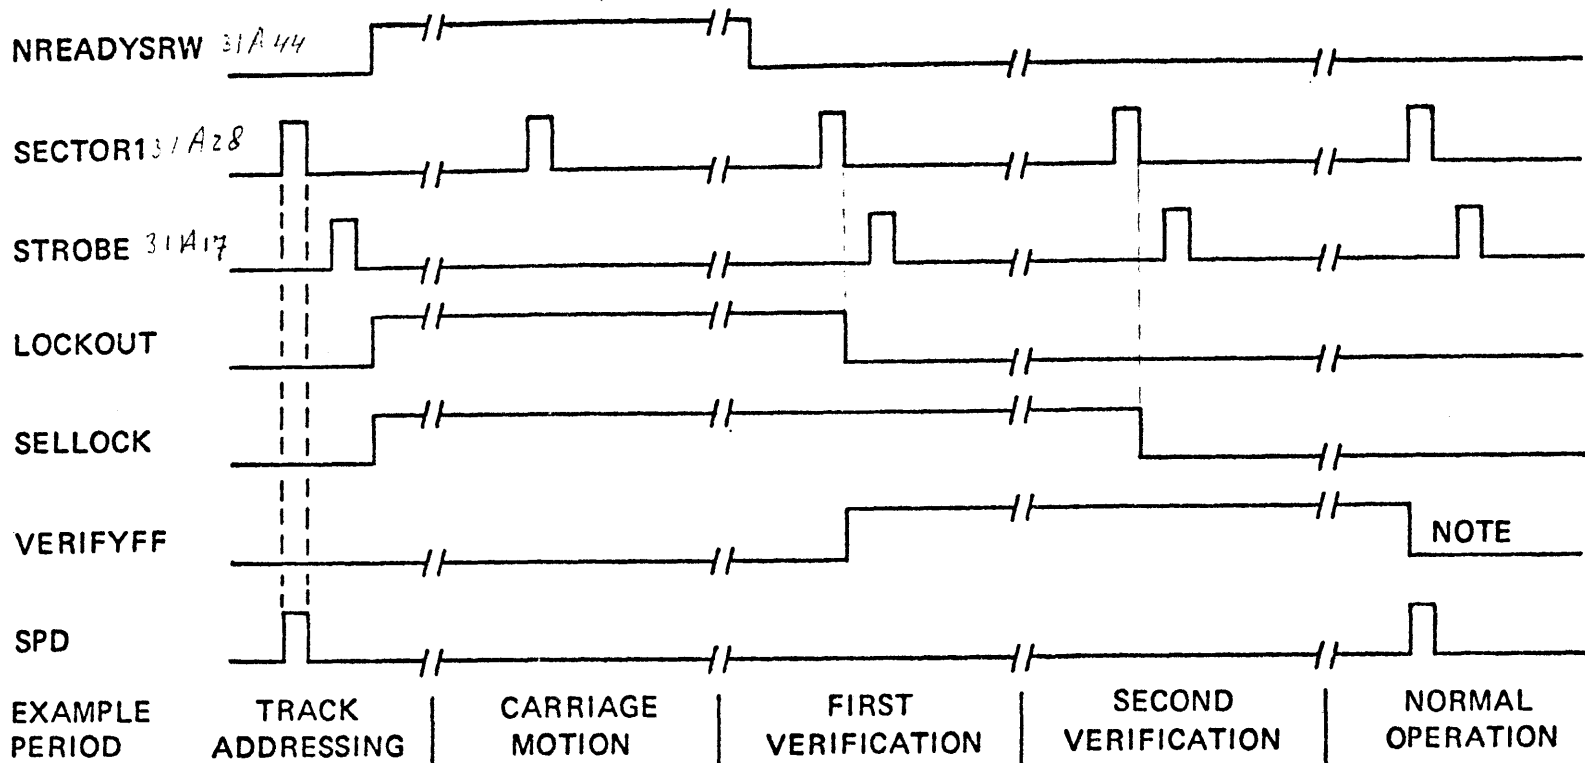 NREADYSRW 31A44
SECTOR1 31A28
STROBE 31A17
LOCKOUT
SELLOCK
VERIFYFF
NOTE
SPD
EXAMPLE PERIOD
TRACK ADDRESSING
CARRIAGE MOTION
FIRST VERIFICATION
SECOND VERIFICATION
NORMAL OPERATION